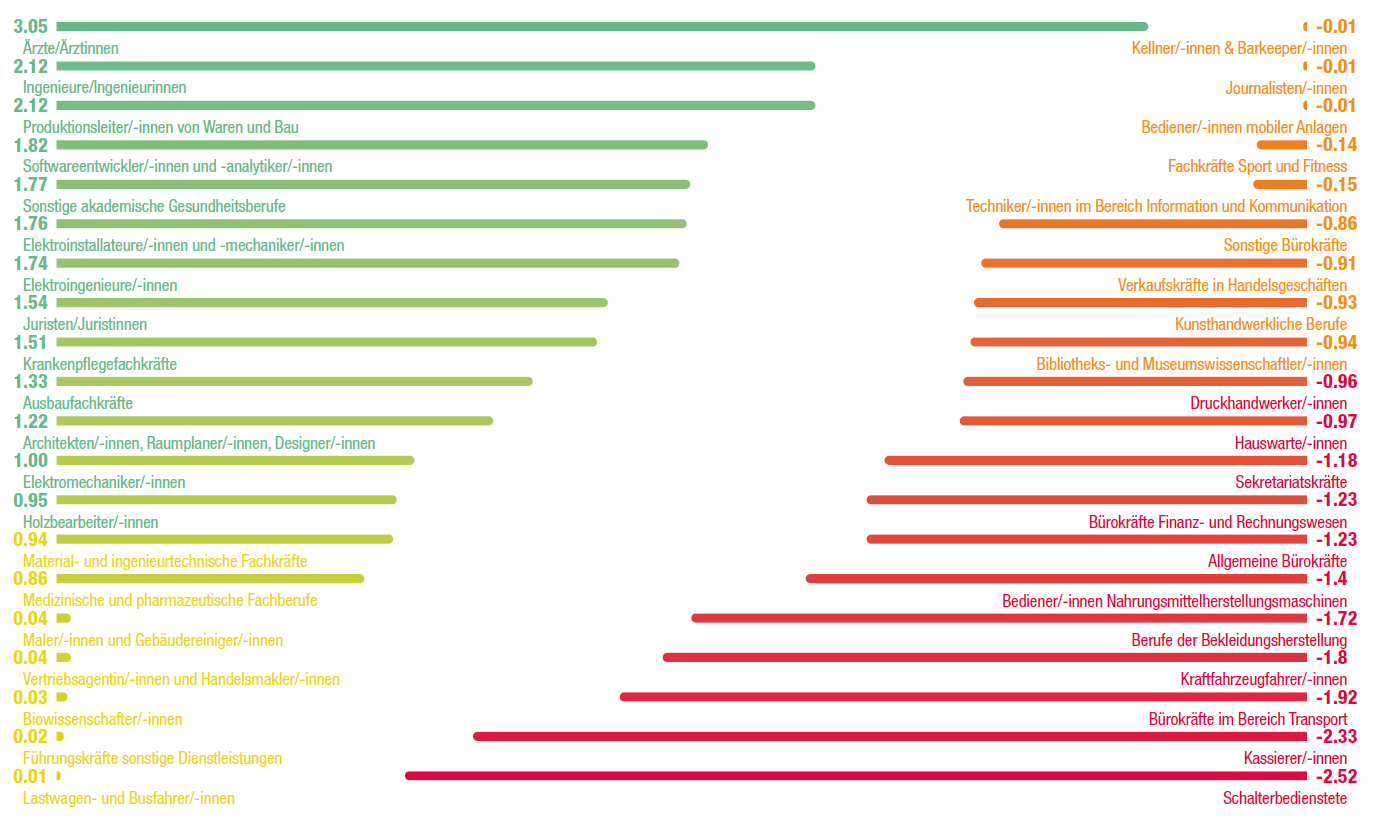 3.05 -0.01
Ärzte/Ärztinnen Kellner/-innen & Barkeeper/-innen
2.12 -0.01
Ingenieure/Ingenieurinnen Journalisten/-innen
2.12 -0.01
Produktionsleiter/-innen von Waren und Bau Bediener/-innen mobiler Anlagen
1.82 -0.14
Softwareentwickler/-innen und -analytiker/-innen Fachkräfte Sport und Fitness
1.77 -0.15
Sonstige akademische Gesundheitsberufe Techniker/-innen im Bereich Information und Kommunikation
1.76 -0.86
Elektroinstallateure/-innen und -mechaniker/-innen Sonstige Bürokräfte
1.74 -0.91
Elektroingenieure/-innen Verkaufskräfte in Handelsgeschäften
1.54 -0.93
Juristen/Juristinnen Kunsthandwerkliche Berufe
1.51 -0.94
Krankenpflegefachkräfte Bibliotheks- und Museumswissenschaftler/-innen
1.33 -0.96
Ausbaufachkräfte Druckhandwerker/-innen
1.22 -0.97
Architekten/-innen, Raumplaner/-innen, Designer/-innen Hauswarte/-innen
1.00 -1.18
Elektromechaniker/-innen Sekretariatskräfte
0.95 -1.23
Holzbearbeiter/-innen Bürokräfte Finanz- und Rechnungswesen
0.94 -1.23
Material- und ingenieurtechnische Fachkräfte Allgemeine Bürokräfte
0.86 -1.4
Medizinische und pharmazeutische Fachberufe Bediener/-innen Nahrungsmittelherstellungsmaschinen
0.04 -1.72
Maler/-innen und Gebäudereiniger/-innen Berufe der Bekleidungsherstellung
0.04 -1.8
Vertriebsagentin/-innen und Handelsmakler/-innen Kraftfahrzeugfahrer/-innen
0.03 -1.92
Biowissenschafter/-innen Bürokräfte im Bereich Transport
0.02 -2.33
Führungskräfte sonstige Dienstleistungen Kassierer/-innen
0.01 -2.52
Lastwagen- und Busfahrer/-innen Schalterbedienstete